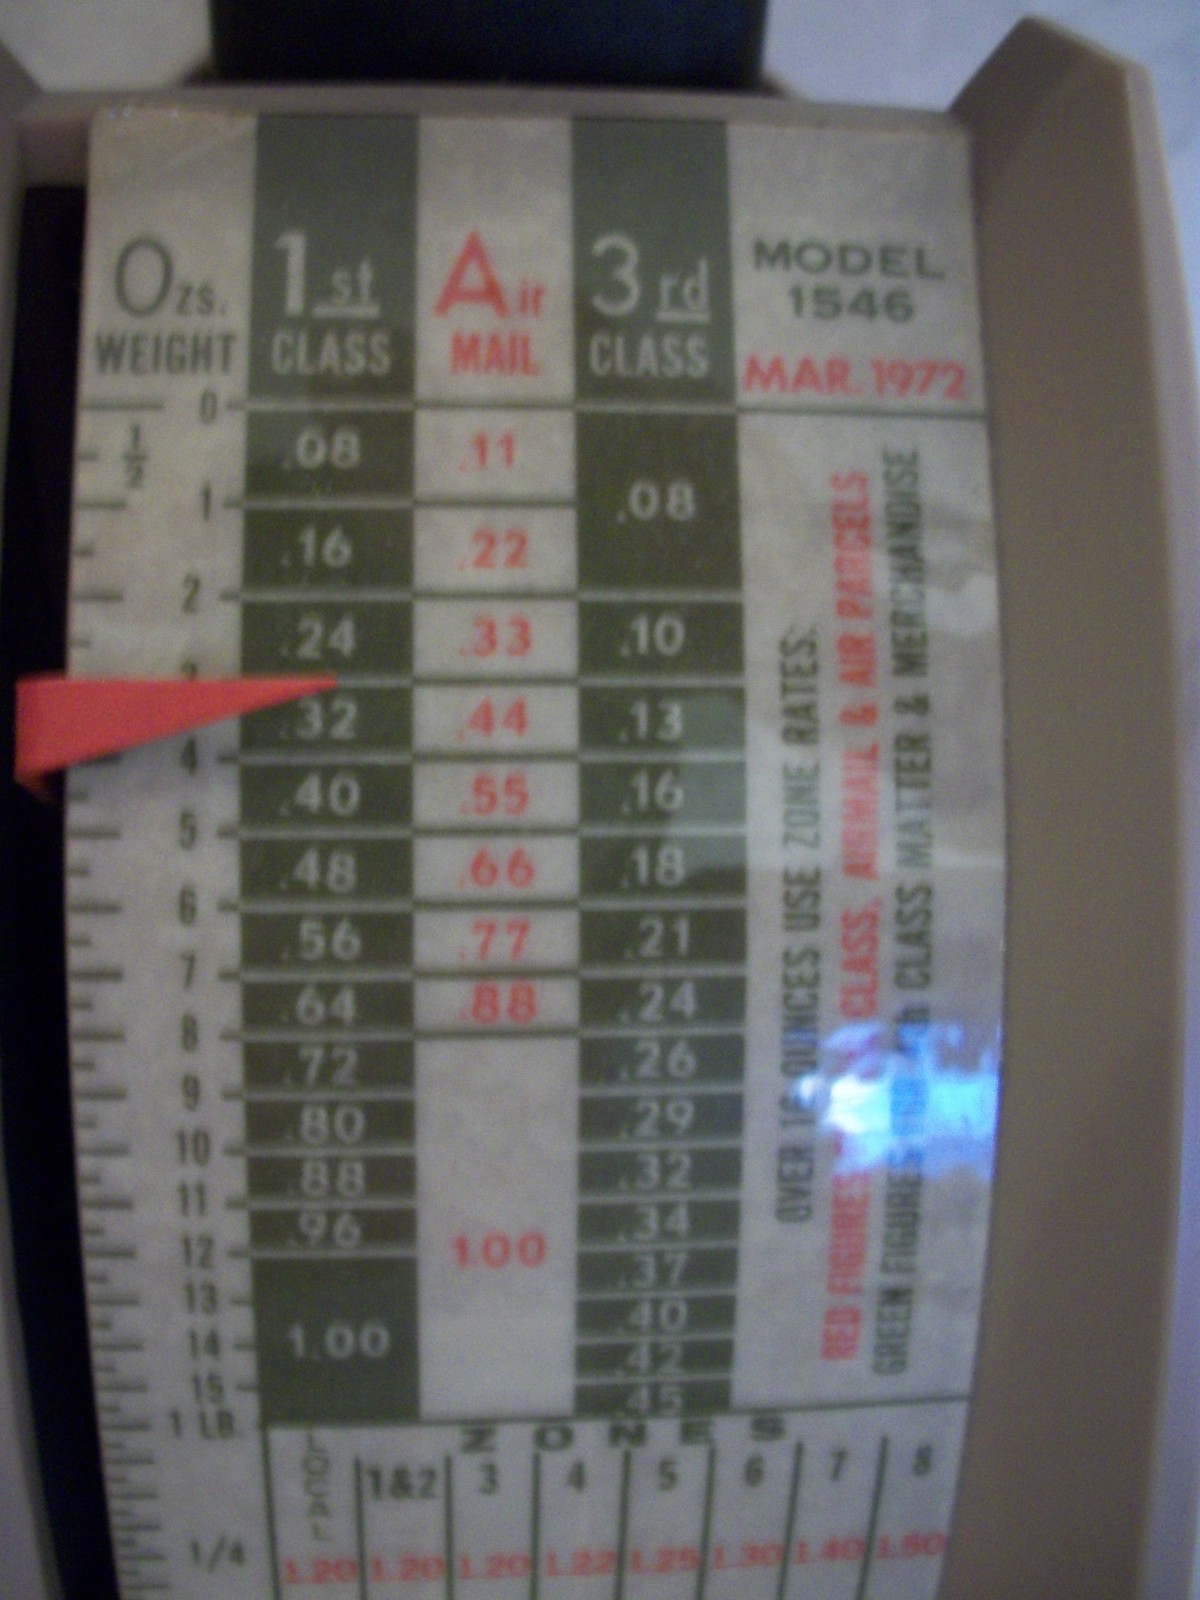 Ozs. 1st Air 3rd MODEL
1546
WEIGHT CLASS MAIL CLASS MAR. 1972
0
1/2 .08 .11 .08
1
.16 .22
2
.24 .33 .10
.32 .44 .13
4
.40 .55 .16
5
.48 .66 .18
6
.56 .77 .21
7
.64 .88 .24
8
.72 .26
9
.80 .29
10
.88 .32
11
.96 1.00 .34
12
.37
13
1.00 .40
14
.42
15
.45
1 LB.
OVER 16 OUNCES USE ZONE RATES:
RED FIGURES CLASS, AIRMAIL & AIR PARCELS
GREEN FIGURES CLASS MATTER & MERCHANDISE
ZONES
LOCAL 1&2 3 4 5 6 7 8
1/4 1.20 1.20 1.20 1.22 1.25 1.30 1.40 1.50